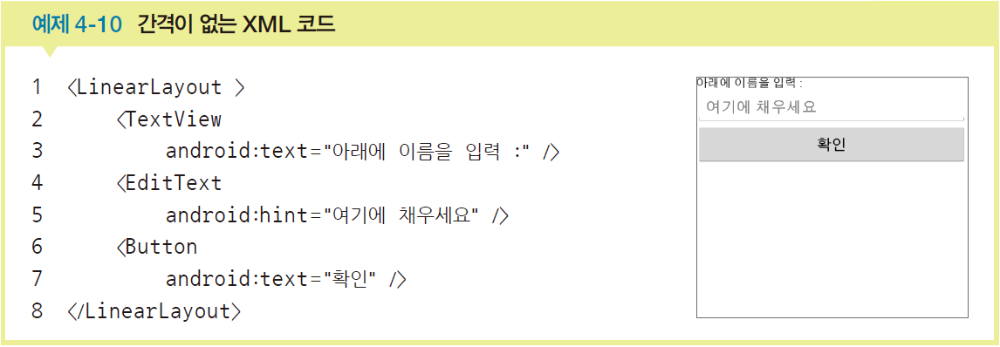 예제 4-10 간격이 없는 XML 코드
1 <LinearLayout >
2 <TextView
3 android:text="아래에 이름을 입력 :" />
4 <EditText
5 android:hint="여기에 채우세요" />
6 <Button
7 android:text="확인" />
8 </LinearLayout>
아래에 이름을 입력 :
여기에 채우세요
확인